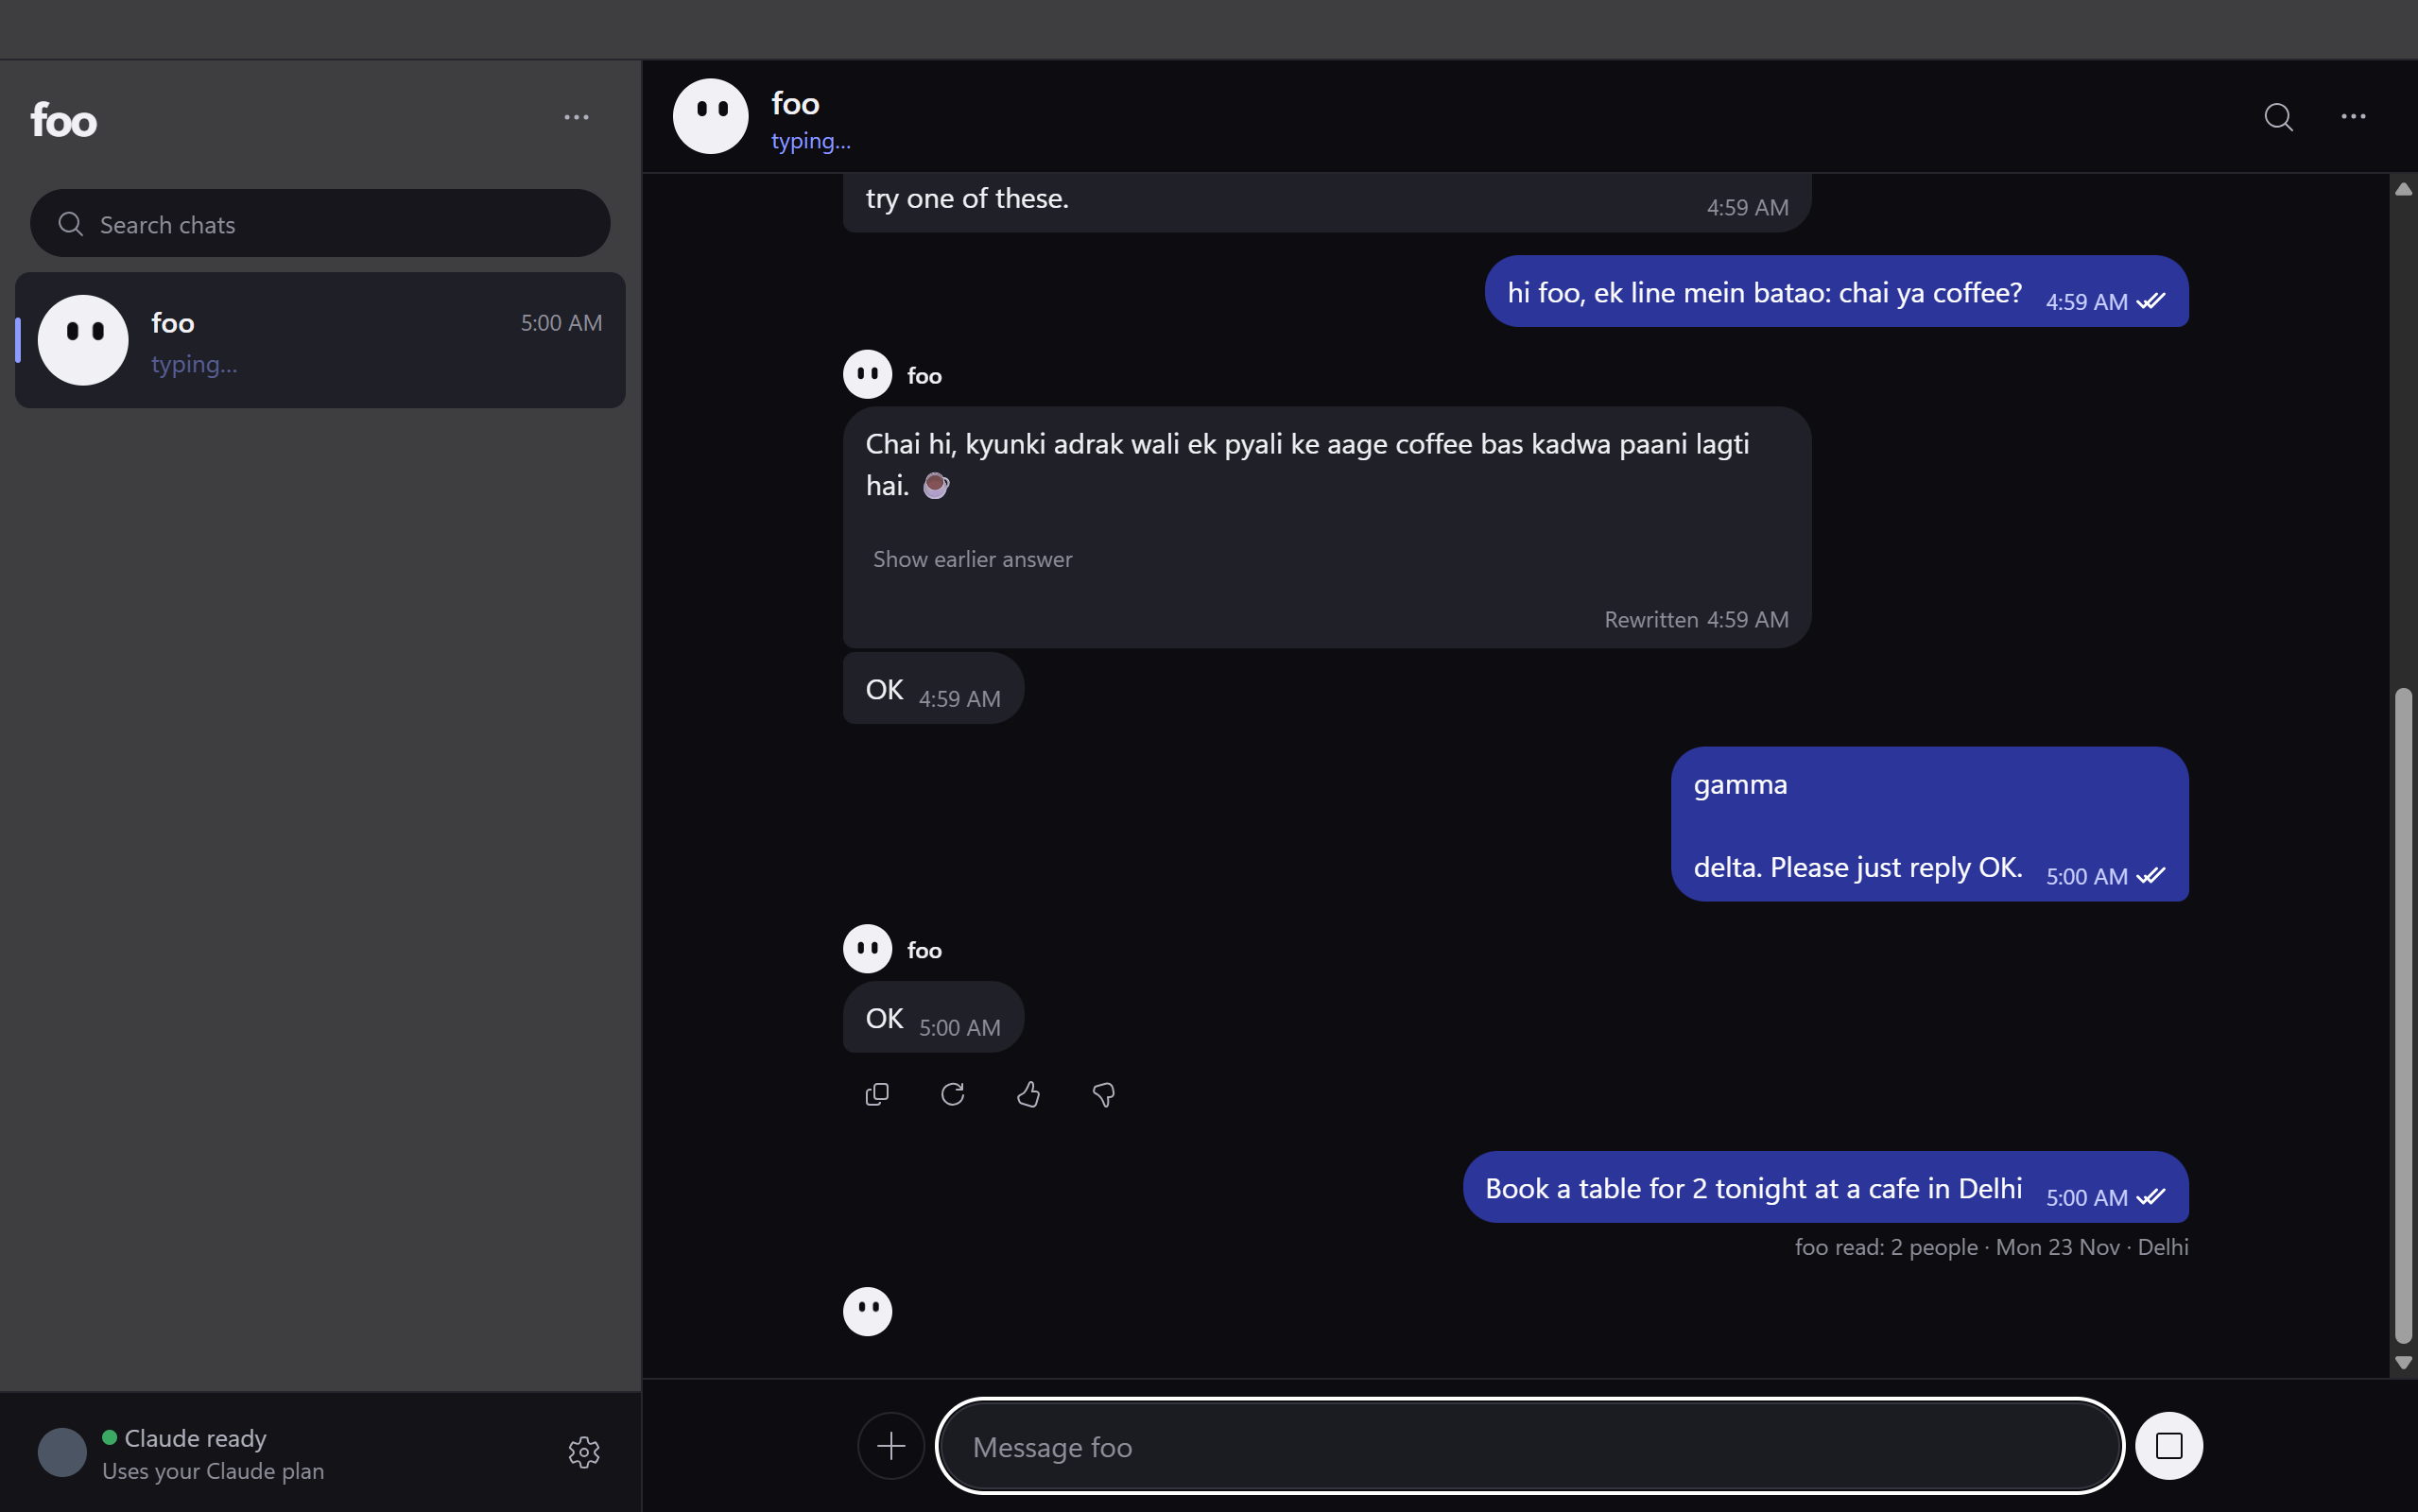 foo
Search chats
foo
5:00 AM
typing...
Claude ready
Uses your Claude plan
foo
typing...
try one of these.
4:59 AM
hi foo, ek line mein batao: chai ya coffee? 4:59 AM
foo
Chai hi, kyunki adrak wali ek pyali ke aage coffee bas kadwa paani lagti
hai. ☕
Show earlier answer
Rewritten 4:59 AM
OK 4:59 AM
gamma
delta. Please just reply OK. 5:00 AM
foo
OK 5:00 AM
Book a table for 2 tonight at a cafe in Delhi 5:00 AM
foo read: 2 people · Mon 23 Nov · Delhi
Message foo